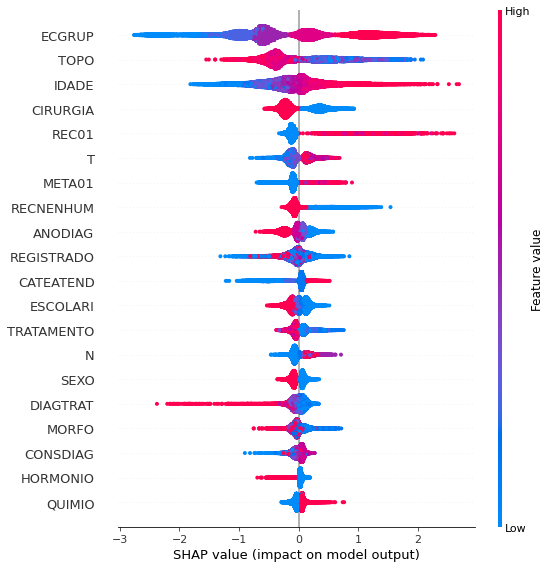 High
ECGRUP
TOPO
IDADE
CIRURGIA
REC01
T
META01
RECNENHUM
ANODIAG
REGISTRADO
CATEATEND
ESCOLARI
TRATAMENTO
N
SEXO
DIAGTRAT
MORFO
CONSDIAG
HORMONIO
QUIMIO
Feature value
Low
−3 −2 −1 0 1 2
SHAP value (impact on model output)